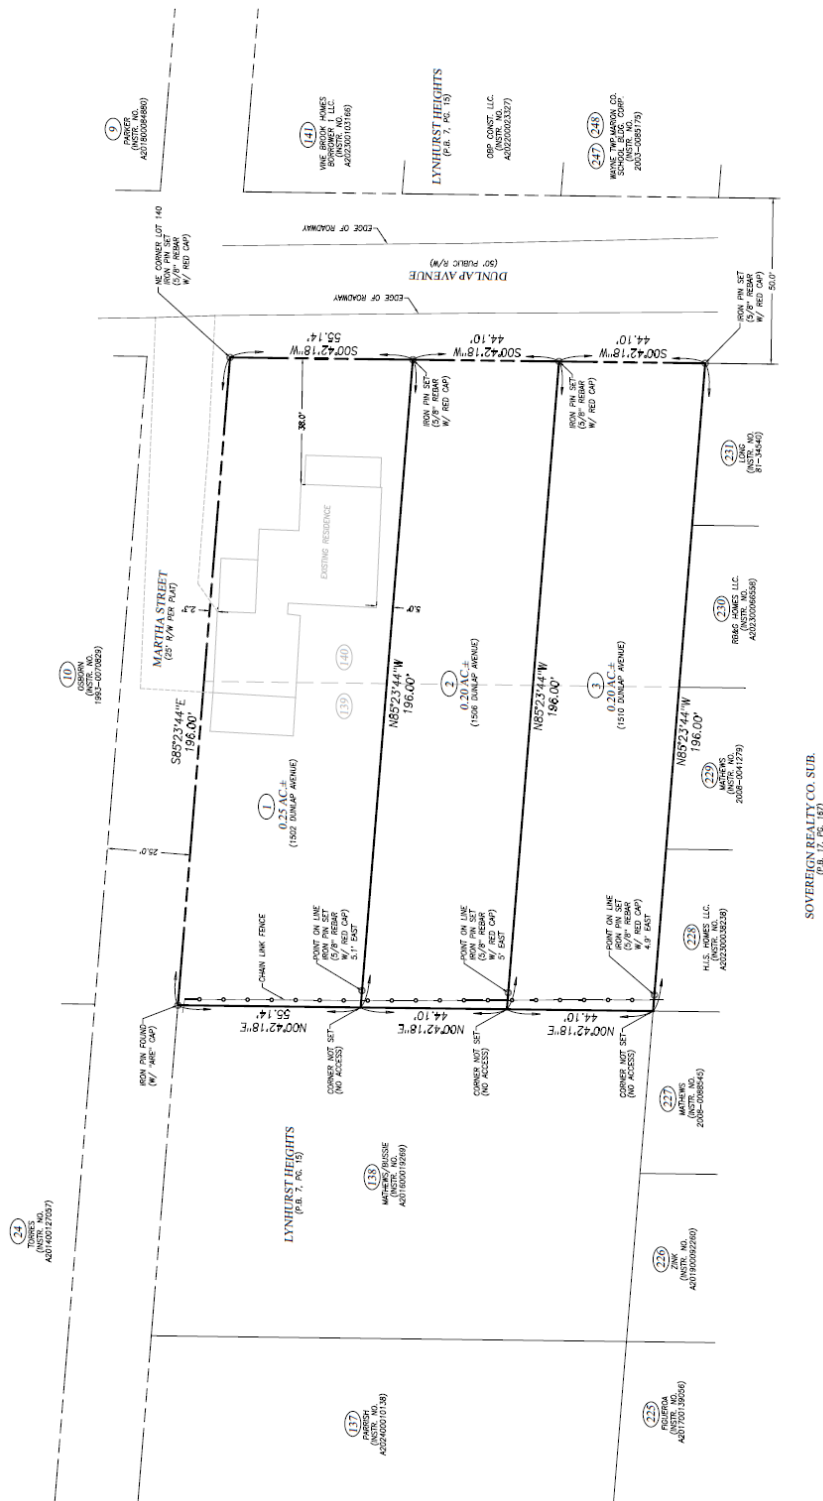 9
PARKER
(INSTR. NO.
A201500084880)
141
VINE BROOK HOMES
BORROWER 1 LLC.
(INSTR. NO.
A202300103166)
LYNHURST HEIGHTS
(P.B. 7, PG. 15)
OBP CONST. LLC.
(INSTR. NO.
A202200023327)
247 248
WAYNE TWP.MARION CO.
SCHOOL BLDG. CORP.
(INSTR. NO.
2003-0085175)
NE CORNER LOT 140
IRON PIN SET
(5/8" REBAR
W/ RED CAP)
EDGE OF ROADWAY
DUNLAP AVENUE
(50' PUBLIC R/W)
EDGE OF ROADWAY
50.0'
IRON PIN SET
(5/8" REBAR
W/ RED CAP)
S00°42'18"W
55.14'
S00°42'18"W
44.10'
S00°42'18"W
44.10'
IRON PIN SET
(5/8" REBAR
W/ RED CAP)
IRON PIN SET
(5/8" REBAR
W/ RED CAP)
38.0'
EXISTING RESIDENCE
231
LONG
(INSTR. NO.
81-34540)
10
OSBORN
(INSTR. NO.
1993-0070829)
MARTHA STREET
(25' R/W PER PLAT)
2.3'
5.0'
140
139
230
RB&G HOMES LLC.
(INSTR. NO.
A202300066558)
S85°23'44"E
196.00'
N85°23'44"W
196.00'
2
0.20 AC.±
(1506 DUNLAP AVENUE)
N85°23'44"W
196.00'
3
0.20 AC.±
(1510 DUNLAP AVENUE)
N85°23'44"W
196.00'
229
MATHEWS
(INSTR. NO.
2008-0041279)
1
0.25 AC.±
(1502 DUNLAP AVENUE)
25.0'
SOVEREIGN REALTY CO. SUB.
(P.B. 17, PG. 167)
CHAIN LINK FENCE
POINT ON LINE
IRON PIN SET
(5/8" REBAR
W/ RED CAP)
5.1' EAST
POINT ON LINE
IRON PIN SET
(5/8" REBAR
W/ RED CAP)
5' EAST
POINT ON LINE
IRON PIN SET
(5/8" REBAR
W/ RED CAP)
4.9' EAST
228
H.I.S. HOMES LLC.
(INSTR. NO.
A202300038238)
IRON PIN FOUND
(W/ "ARE" CAP)
N00°42'18"E
55.14'
CORNER NOT SET
(NO ACCESS)
N00°42'18"E
44.10'
CORNER NOT SET
(NO ACCESS)
N00°42'18"E
44.10'
CORNER NOT SET
(NO ACCESS)
227
MATHEWS
(INSTR. NO.
2008-0088545)
LYNHURST HEIGHTS
(P.B. 7, PG. 15)
138
MATHEWS/BUSSIE
(INSTR. NO.
A201600019269)
24
TORRES
(INSTR. NO.
A201400127057)
226
ZINK
(INSTR. NO.
A201900092260)
137
PARRISH
(INSTR. NO.
A202400010138)
225
FIGUEROA
(INSTR. NO.
A201700139056)